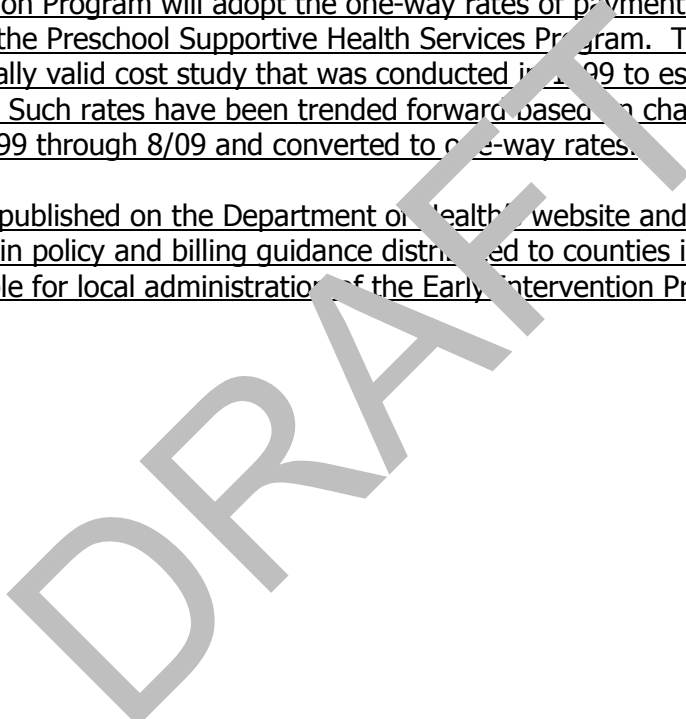 on Program will adopt the one-way rates of payment
the Preschool Supportive Health Services Program. T
ally valid cost study that was conducted in 1999 to es
Such rates have been trended forward based on cha
99 through 8/09 and converted to one-way rates.
published on the Department of Health's website and
in policy and billing guidance distributed to counties i
le for local administration of the Early Intervention Pr
DRAFT